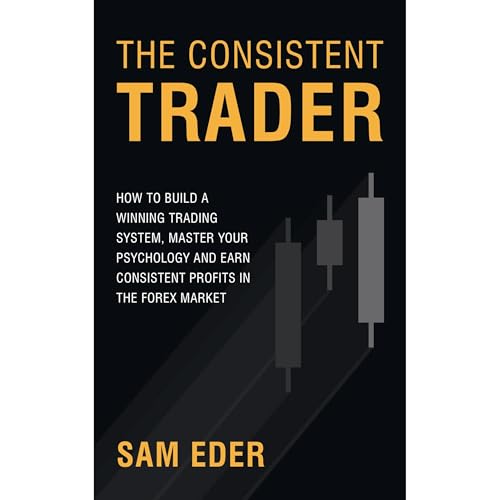 THE CONSISTENT
TRADER
HOW TO BUILD A
WINNING TRADING
SYSTEM, MASTER YOUR
PSYCHOLOGY AND EARN
CONSISTENT PROFITS IN
THE FOREX MARKET
SAM EDER